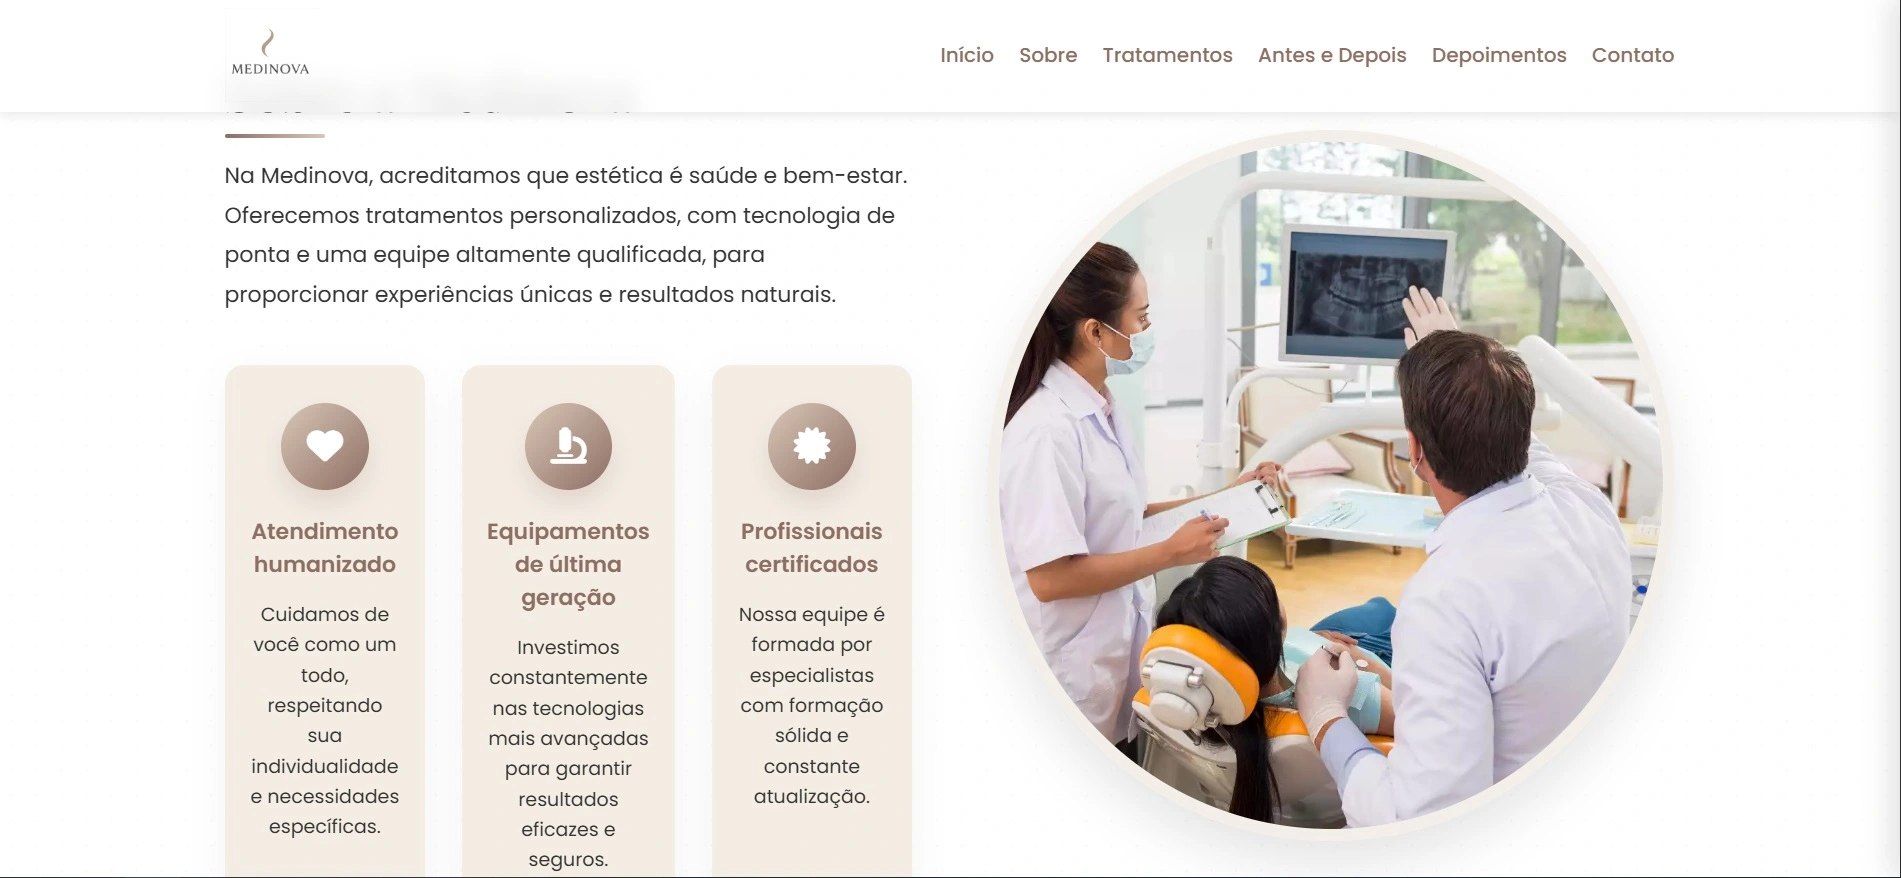 MEDINOVA
Início Sobre Tratamentos Antes e Depois Depoimentos Contato
Na Medinova, acreditamos que estética é saúde e bem-estar.
Oferecemos tratamentos personalizados, com tecnologia de
ponta e uma equipe altamente qualificada, para
proporcionar experiências únicas e resultados naturais.
Atendimento
humanizado
Cuidamos de
você como um
todo,
respeitando
sua
individualidade
e necessidades
específicas.
Equipamentos
de última
geração
Investimos
constantemente
nas tecnologias
mais avançadas
para garantir
resultados
eficazes e
seguros.
Profissionais
certificados
Nossa equipe é
formada por
especialistas
com formação
sólida e
constante
atualização.